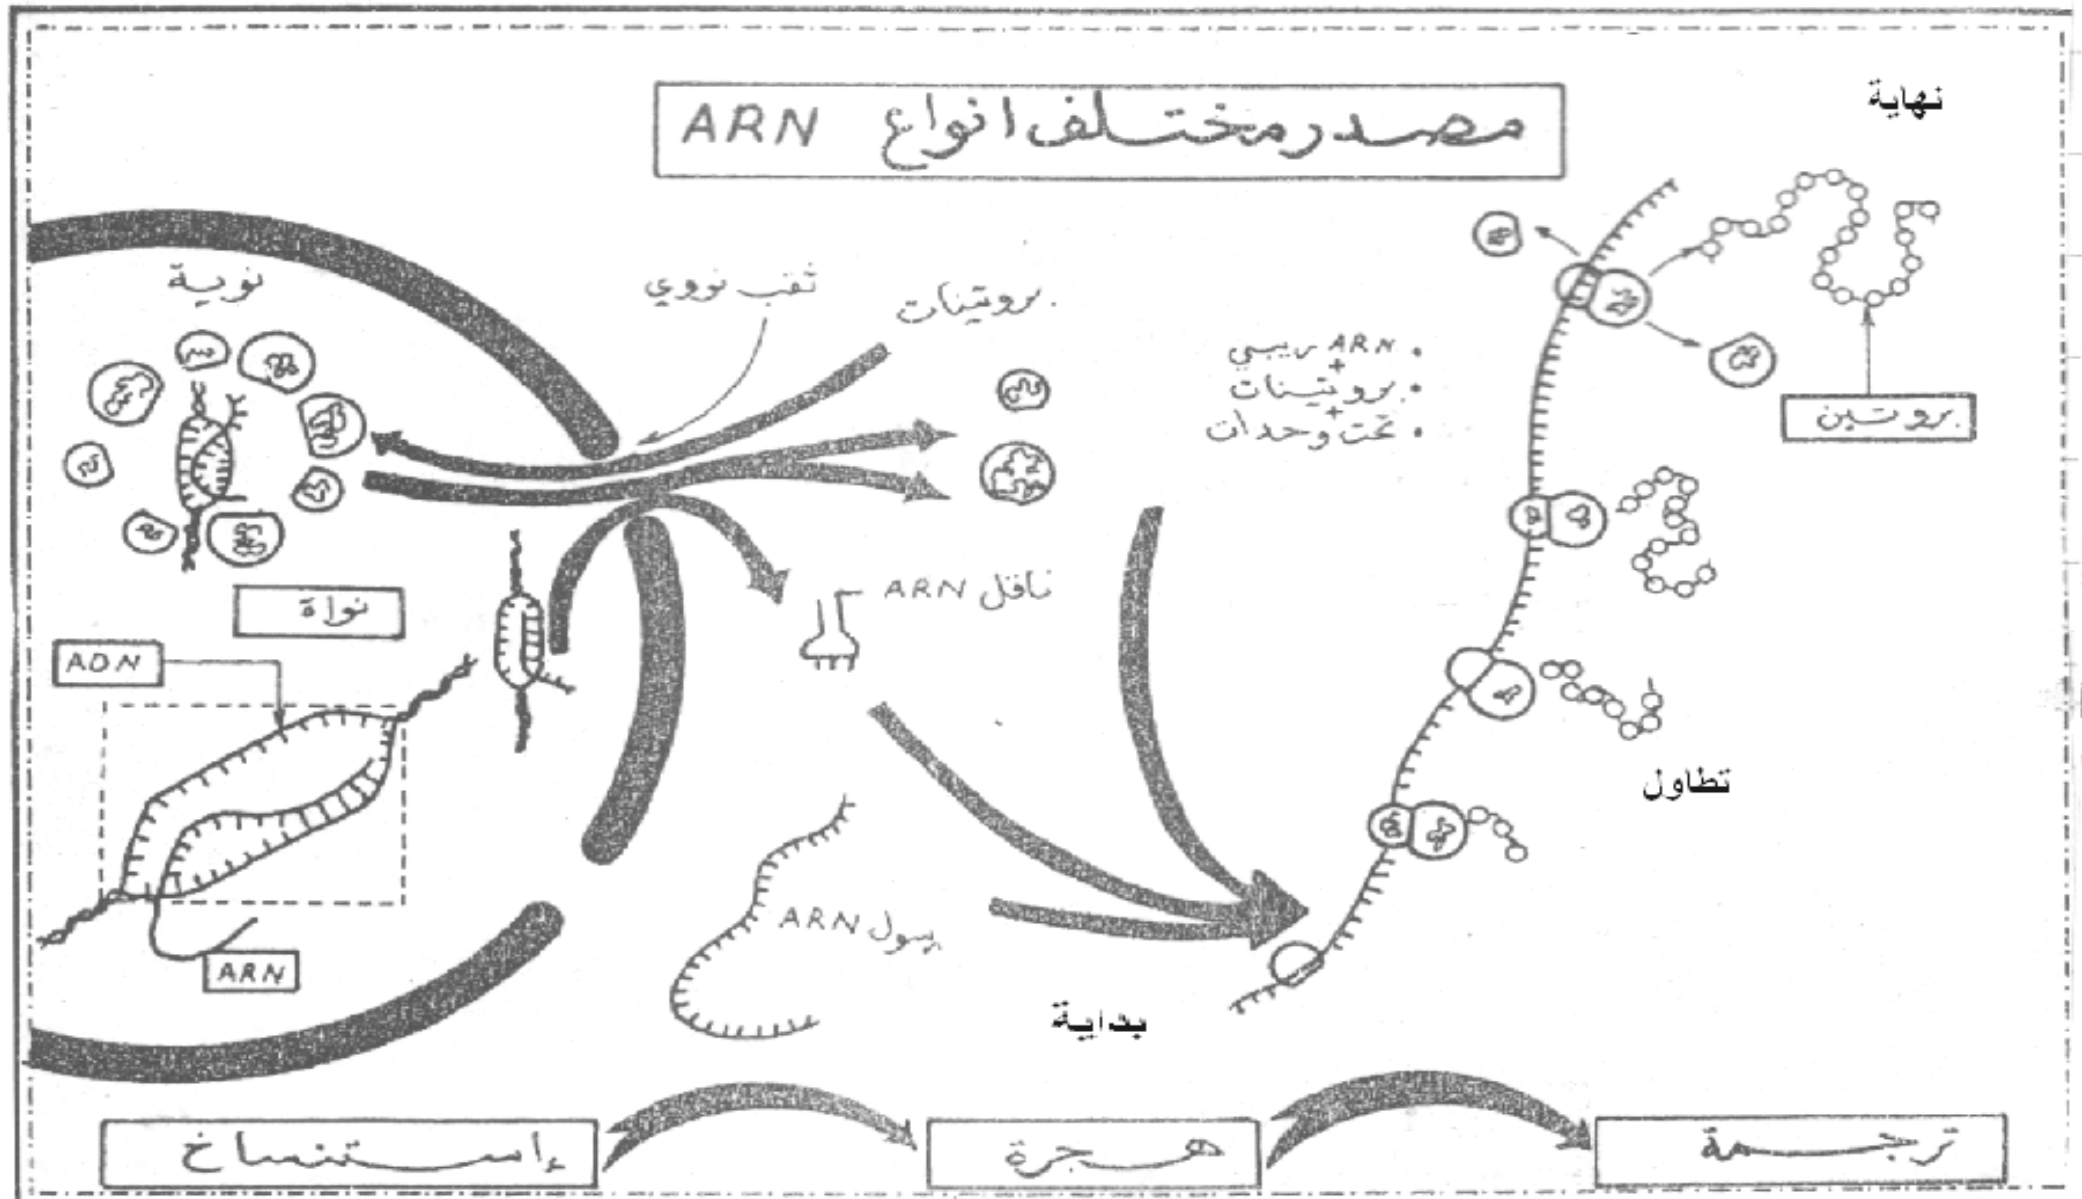 مصدر مختلف انواع ARN
نهاية
نوية
ثقب نووي
بروتينات
• ARN ريبي
+
• بروتينات
+
• تحت وحدات
بروتين
نواة
ARN ناقل
ADN
تطاول
ARN رسول
ARN
بداية
إستنساخ
هجرة
ترجمة